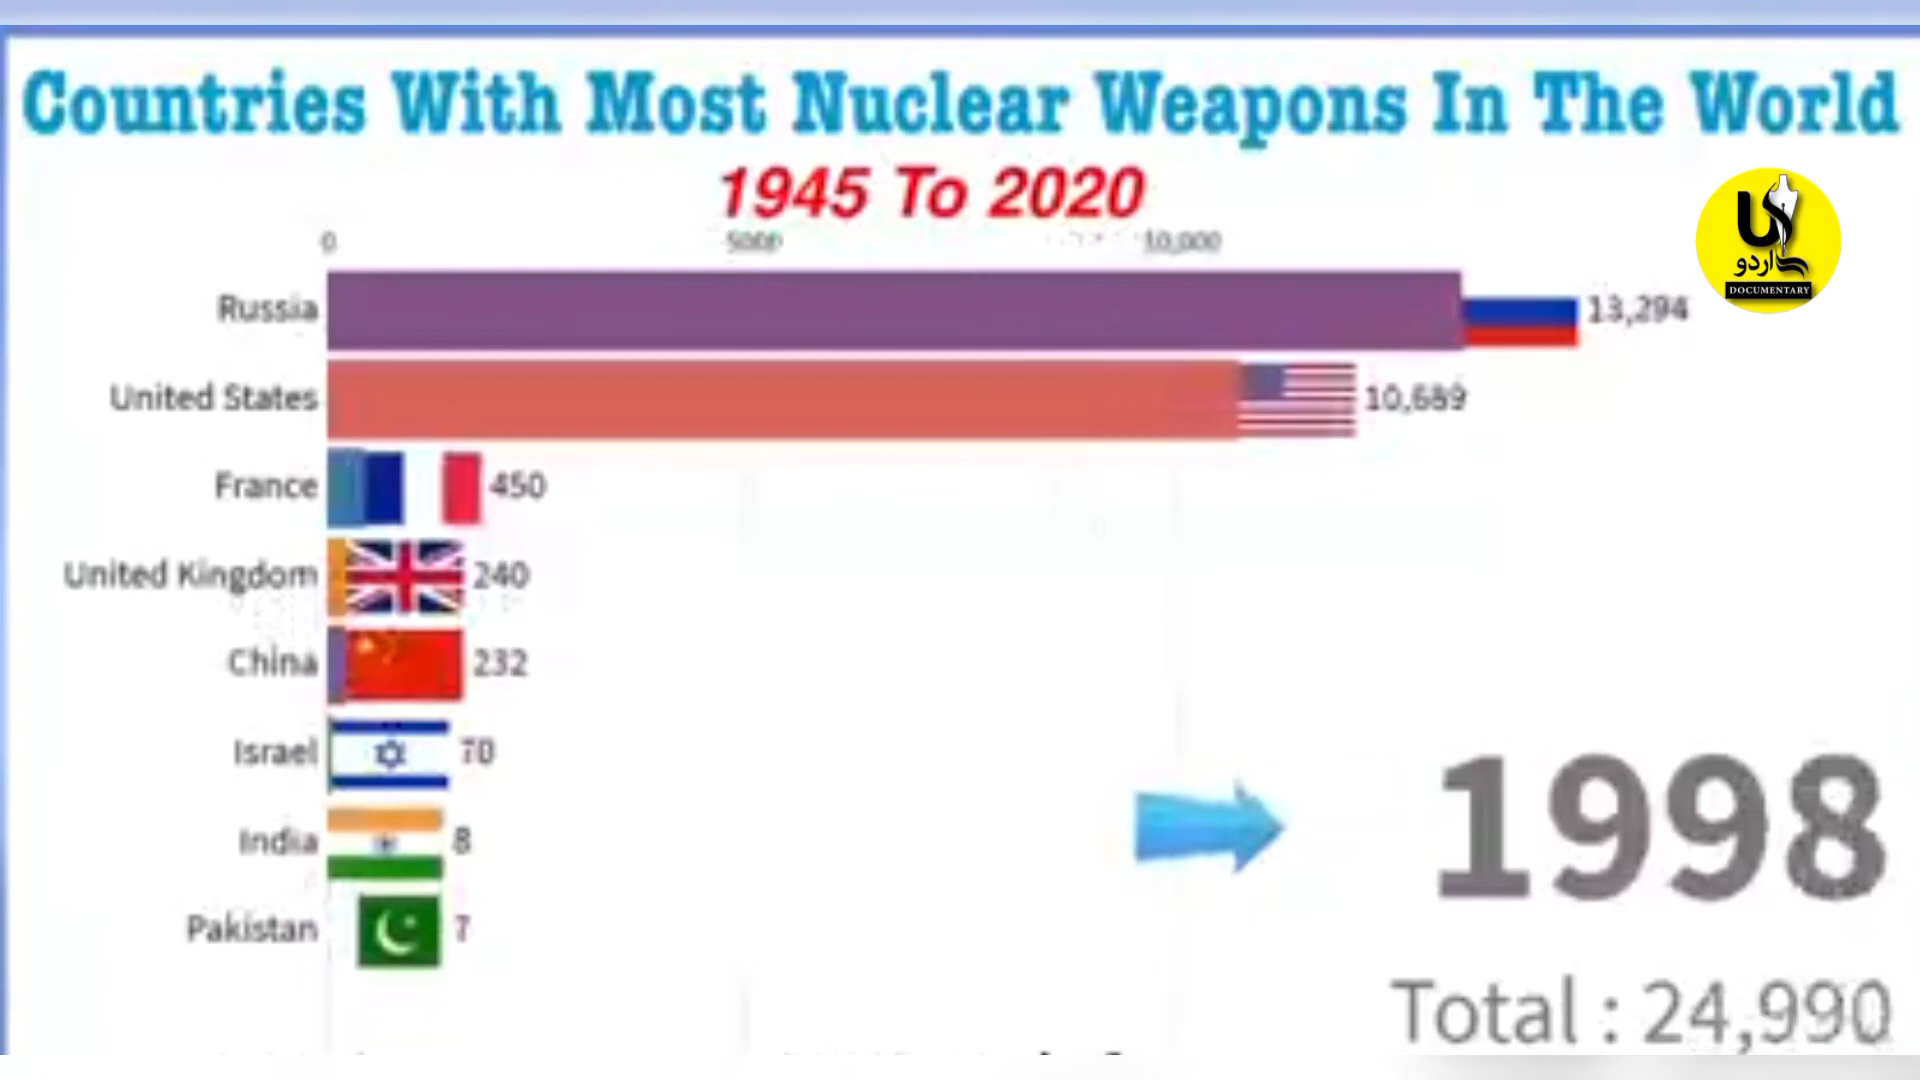 Countries With Most Nuclear Weapons In The World
1945 To 2020
0 5000 10,000
Russia 13,294
United States 10,689
France 450
United Kingdom 240
China 232
Israel 70
India 8
Pakistan 7
1998
Total : 24,990
US
اردو
DOCUMENTARY